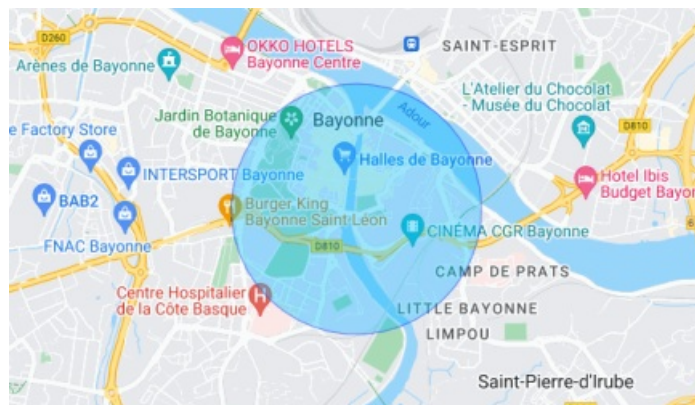 D260
OKKO HOTELS
Bayonne Centre
SAINT-ESPRIT
Arènes de Bayonne
L'Atelier du Chocolat
- Musée du Chocolat
Adour
Jardin Botanique
de Bayonne
Bayonne
D810
e Factory Store
Halles de Bayonne
INTERSPORT Bayonne
Hotel Ibis
Budget Bayon
BAB2
Burger King
Bayonne Saint Léon
CINÉMA CGR Bayonne
FNAC Bayonne
D810
CAMP DE PRATS
Centre Hospitalier
de la Côte Basque
LITTLE BAYONNE
LIMPOU
Saint-Pierre-d'Irube